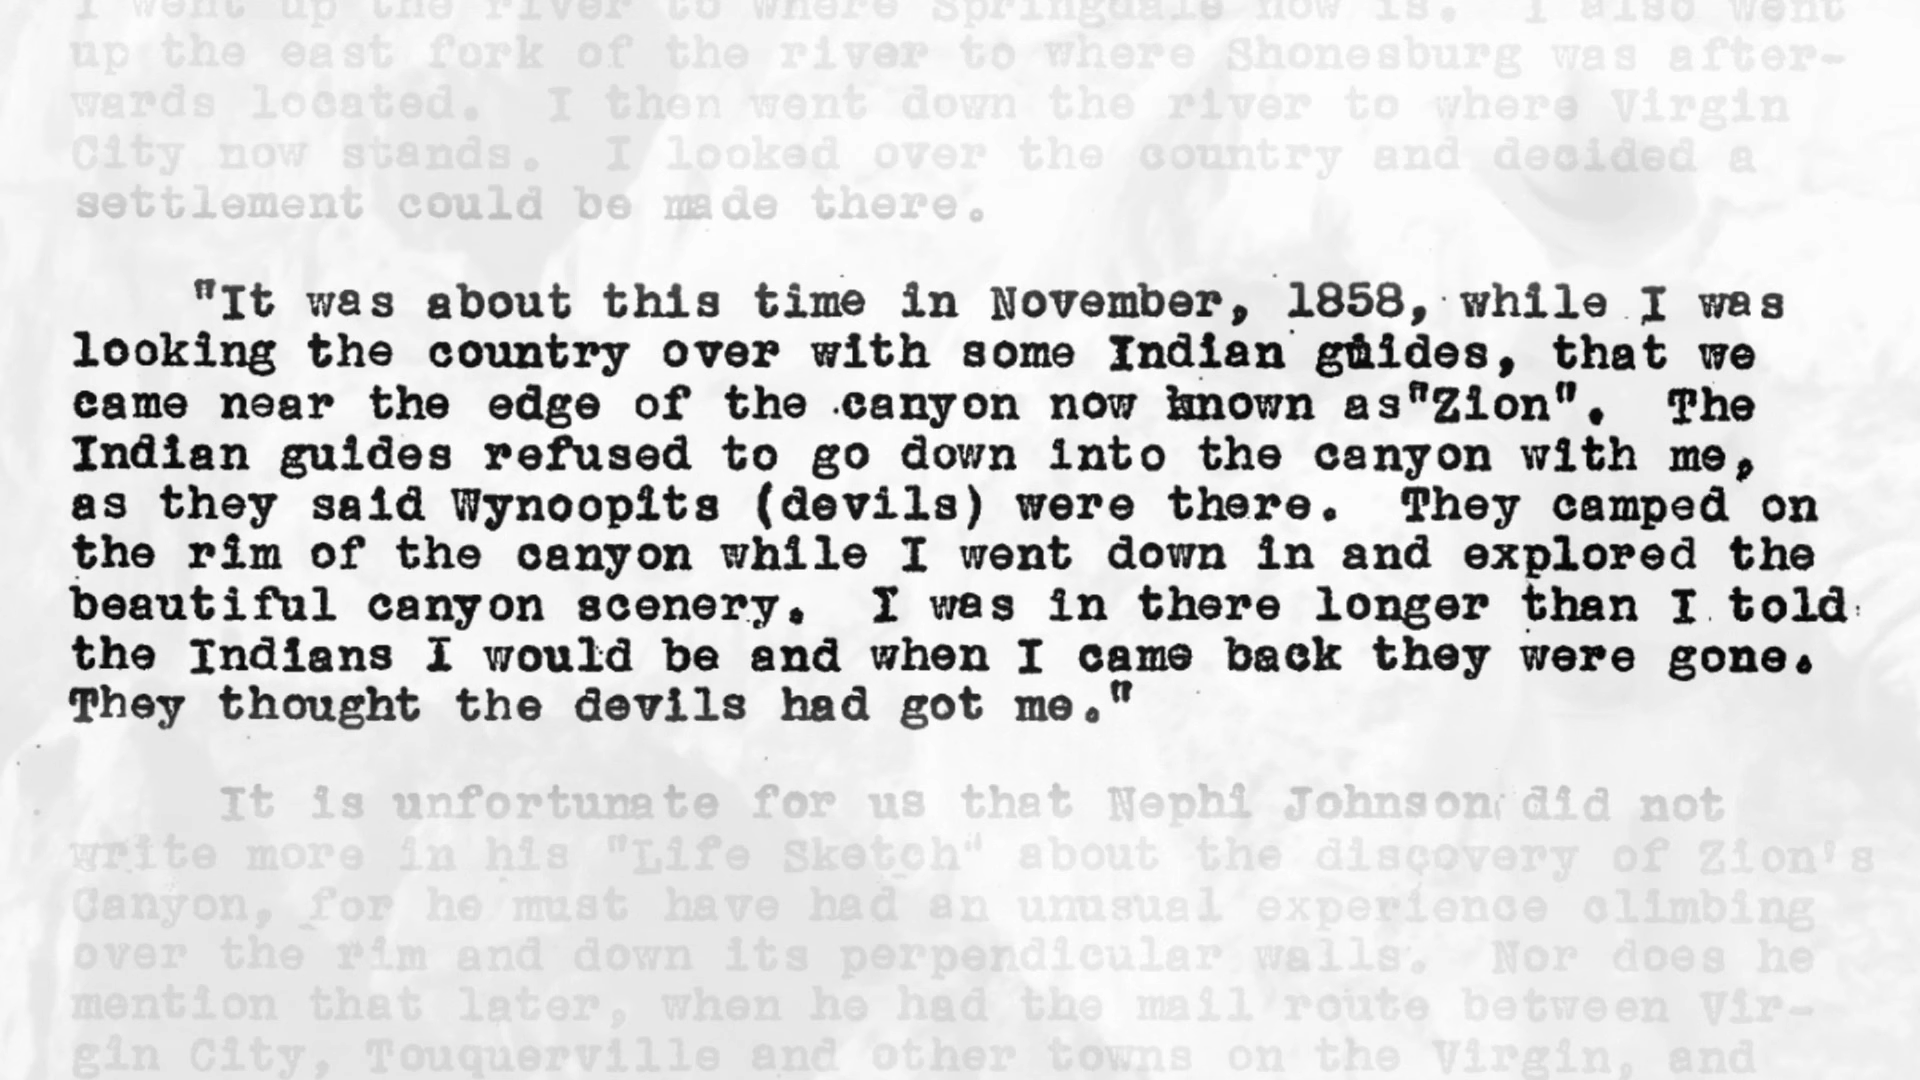 I went up the river to where Springdale now is.  I also went
up the east fork of the river to where Shonesburg was after-
wards located.  I then went down the river to where Virgin
City now stands.  I looked over the country and decided a
settlement could be made there.
"It was about this time in November, 1858, while I was
looking the country over with some Indian guides, that we
came near the edge of the canyon now known as"Zion".  The
Indian guides refused to go down into the canyon with me,
as they said Wynoopits (devils) were there.  They camped on
the rim of the canyon while I went down in and explored the
beautiful canyon scenery.  I was in there longer than I told
the Indians I would be and when I came back they were gone.
They thought the devils had got me."
It is unfortunate for us that Nephi Johnson did not
write more in his "Life Sketch" about the discovery of Zion's
Canyon, for he must have had an unusual experience climbing
over the rim and down its perpendicular walls.  Nor does he
mention that later, when he had the mail route between Vir-
gin City, Touquerville and other towns on the Virgin, and